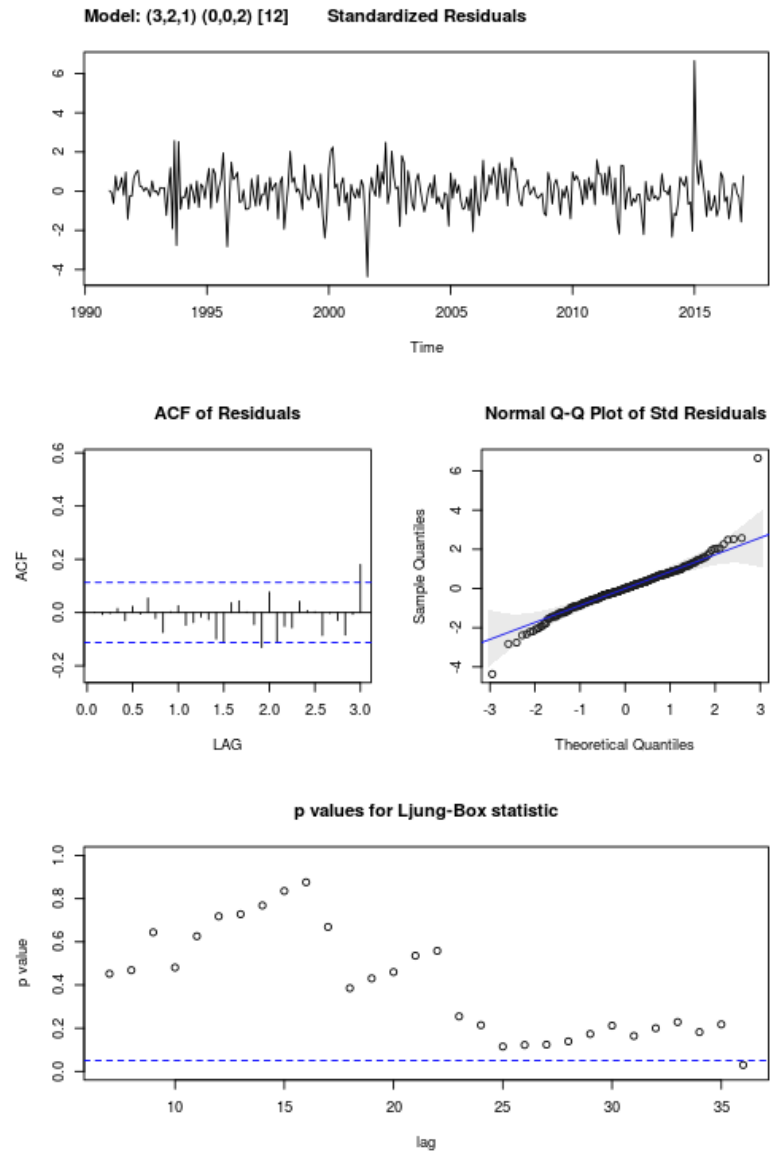 Model: (3,2,1) (0,0,2) [12] Standardized Residuals
6
4
2
0
-2
-4
1990 1995 2000 2005 2010 2015
Time
ACF of Residuals
ACF
0.6
0.4
0.2
0.0
-0.2
0.0 0.5 1.0 1.5 2.0 2.5 3.0
LAG
Normal Q-Q Plot of Std Residuals
Sample Quantiles
6
4
2
0
-2
-4
-3 -2 -1 0 1 2 3
Theoretical Quantiles
p values for Ljung-Box statistic
p value
1.0
0.8
0.6
0.4
0.2
0.0
10 15 20 25 30 35
lag